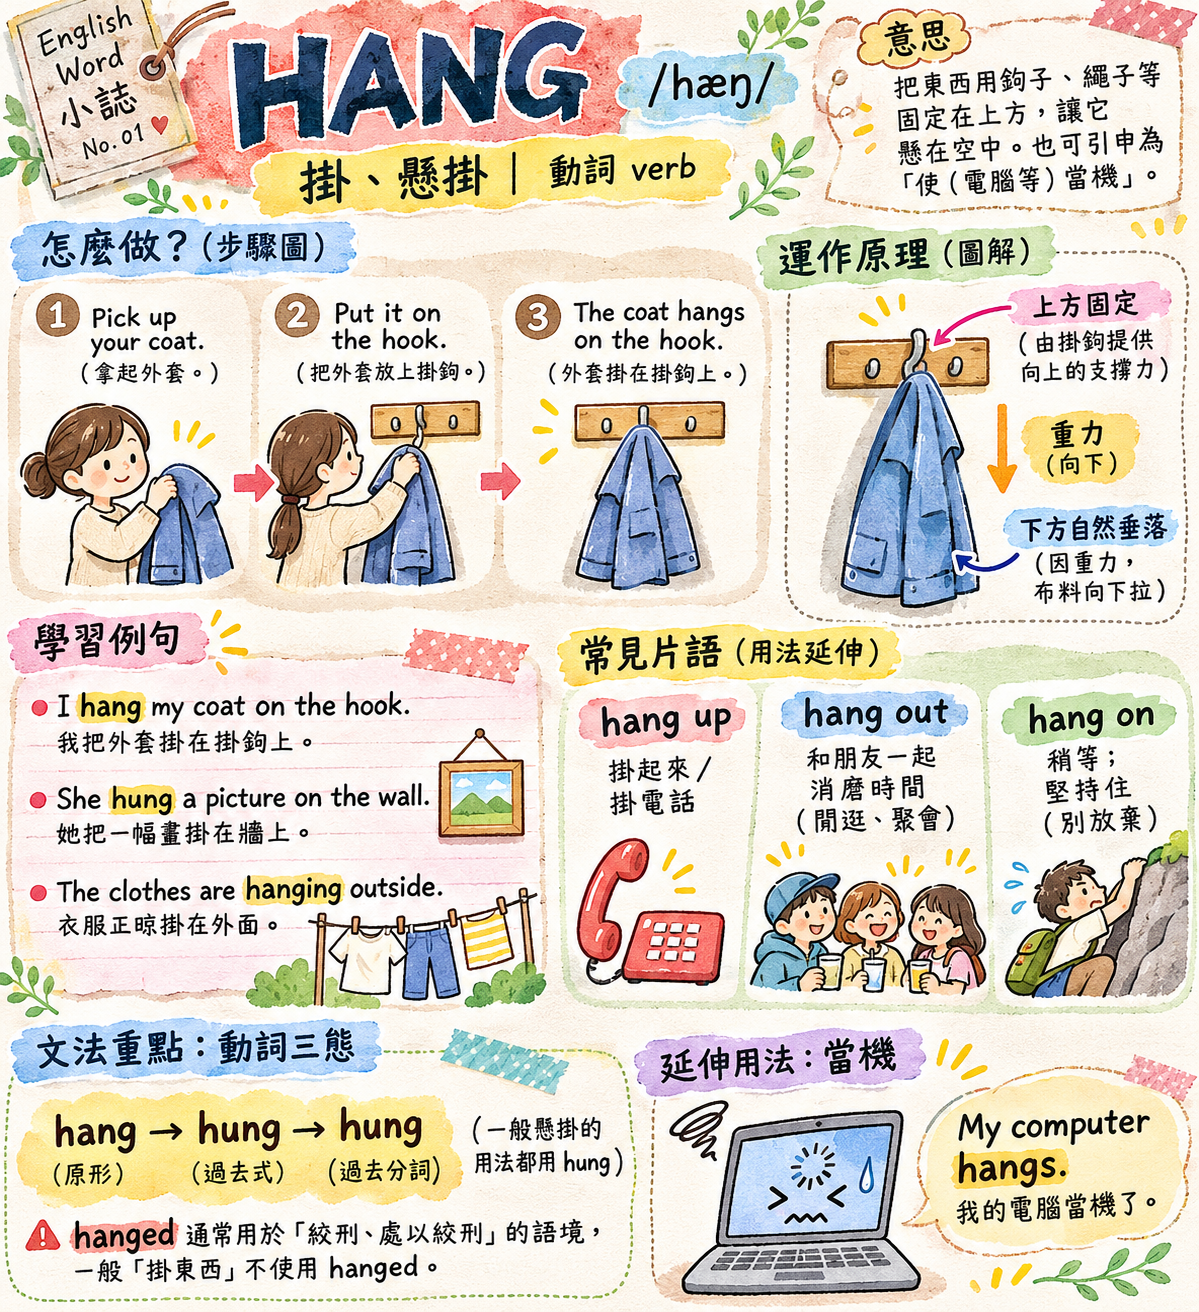 English
Word
小誌
No. 01
HANG
/hæŋ/
掛、懸掛｜動詞 verb
意思
把東西用鉤子、繩子等
固定在上方，讓它
懸在空中。也可引申為
「使（電腦等）當機」。
怎麼做？（步驟圖）
1 Pick up
your coat.
（拿起外套。）
2 Put it on
the hook.
（把外套放上掛鉤。）
3 The coat hangs
on the hook.
（外套掛在掛鉤上。）
運作原理（圖解）
上方固定
（由掛鉤提供
向上的支撐力）
重力
（向下）
下方自然垂落
（因重力，
布料向下拉）
學習例句
I hang my coat on the hook.
我把外套掛在掛鉤上。
She hung a picture on the wall.
她把一幅畫掛在牆上。
The clothes are hanging outside.
衣服正晾掛在外面。
常見片語（用法延伸）
hang up
掛起來／
掛電話
hang out
和朋友一起
消磨時間
（閒逛、聚會）
hang on
稍等；
堅持住
（別放棄）
文法重點：動詞三態
hang → hung → hung
（原形）（過去式）（過去分詞）
（一般懸掛的
用法都用 hung）
hanged 通常用於「絞刑、處以絞刑」的語境，
一般「掛東西」不使用 hanged。
延伸用法：當機
My computer
hangs.
我的電腦當機了。